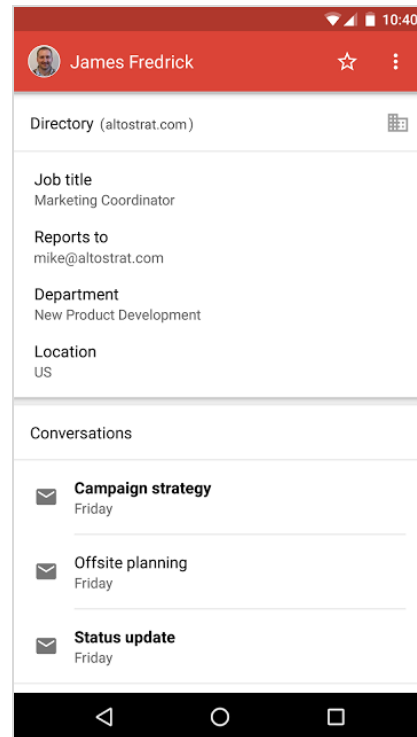 10:40
James Fredrick
Directory (altostrat.com)
Job title
Marketing Coordinator
Reports to
mike@altostrat.com
Department
New Product Development
Location
US
Conversations
Campaign strategy
Friday
Offsite planning
Friday
Status update
Friday